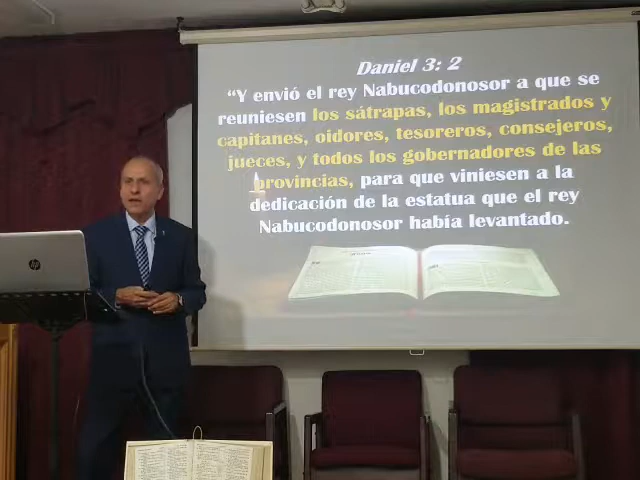 Daniel 3: 2
“Y envió el rey Nabucodonosor a que se
reuniesen los sátrapas, los magistrados y
capitanes, oidores, tesoreros, consejeros,
jueces, y todos los gobernadores de las
provincias, para que viniesen a la
dedicación de la estatua que el rey
Nabucodonosor había levantado.
hp